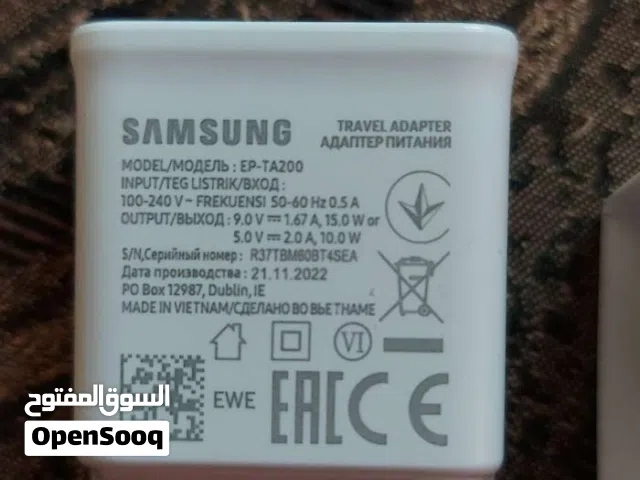 SAMSUNG
TRAVEL ADAPTER
АДАПТЕР ПИТАНИЯ
MODEL/МОДЕЛЬ : EP-TA200
INPUT/TEG LISTRIK/ВХОД :
100-240 V ~ FREKUENSI 50-60 Hz 0.5 A
OUTPUT/ВЫХОД : 9.0 V ⎓ 1.67 A, 15.0 W or
5.0 V ⎓ 2.0 A, 10.0 W
S/N,Серийный номер : R37TBM60BT4SEA
Дата производства : 21.11.2022
PO Box 12987, Dublin, IE
MADE IN VIETNAM/СДЕЛАНО ВО ВЬЕТНАМЕ
VI
EWE
EAC CE
السوق المفتوح
OpenSooq